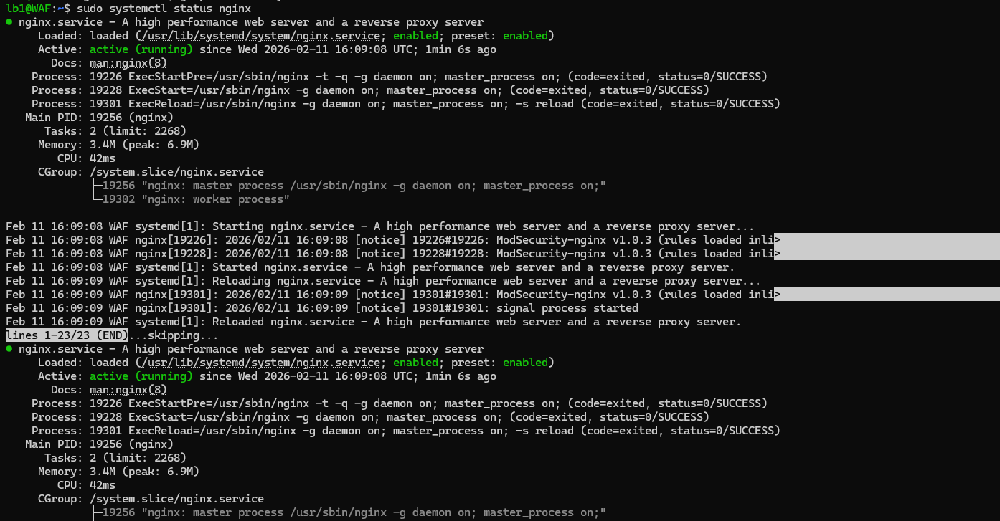 lb1@WAF:~$ sudo systemctl status nginx
● nginx.service - A high performance web server and a reverse proxy server
     Loaded: loaded (/usr/lib/systemd/system/nginx.service; enabled; preset: enabled)
     Active: active (running) since Wed 2026-02-11 16:09:08 UTC; 1min 6s ago
       Docs: man:nginx(8)
    Process: 19226 ExecStartPre=/usr/sbin/nginx -t -q -g daemon on; master_process on; (code=exited, status=0/SUCCESS)
    Process: 19228 ExecStart=/usr/sbin/nginx -g daemon on; master_process on; (code=exited, status=0/SUCCESS)
    Process: 19301 ExecReload=/usr/sbin/nginx -g daemon on; master_process on; -s reload (code=exited, status=0/SUCCESS)
   Main PID: 19256 (nginx)
      Tasks: 2 (limit: 2268)
     Memory: 3.4M (peak: 6.9M)
        CPU: 42ms
     CGroup: /system.slice/nginx.service
             ├─19256 "nginx: master process /usr/sbin/nginx -g daemon on; master_process on;"
             └─19302 "nginx: worker process"
Feb 11 16:09:08 WAF systemd[1]: Starting nginx.service - A high performance web server and a reverse proxy server...
Feb 11 16:09:08 WAF nginx[19226]: 2026/02/11 16:09:08 [notice] 19226#19226: ModSecurity-nginx v1.0.3 (rules loaded inli>
Feb 11 16:09:08 WAF nginx[19228]: 2026/02/11 16:09:08 [notice] 19228#19228: ModSecurity-nginx v1.0.3 (rules loaded inli>
Feb 11 16:09:08 WAF systemd[1]: Started nginx.service - A high performance web server and a reverse proxy server.
Feb 11 16:09:09 WAF systemd[1]: Reloading nginx.service - A high performance web server and a reverse proxy server...
Feb 11 16:09:09 WAF nginx[19301]: 2026/02/11 16:09:09 [notice] 19301#19301: ModSecurity-nginx v1.0.3 (rules loaded inli>
Feb 11 16:09:09 WAF nginx[19301]: 2026/02/11 16:09:09 [notice] 19301#19301: signal process started
Feb 11 16:09:09 WAF systemd[1]: Reloaded nginx.service - A high performance web server and a reverse proxy server.
lines 1-23/23 (END)...skipping...
● nginx.service - A high performance web server and a reverse proxy server
     Loaded: loaded (/usr/lib/systemd/system/nginx.service; enabled; preset: enabled)
     Active: active (running) since Wed 2026-02-11 16:09:08 UTC; 1min 6s ago
       Docs: man:nginx(8)
    Process: 19226 ExecStartPre=/usr/sbin/nginx -t -q -g daemon on; master_process on; (code=exited, status=0/SUCCESS)
    Process: 19228 ExecStart=/usr/sbin/nginx -g daemon on; master_process on; (code=exited, status=0/SUCCESS)
    Process: 19301 ExecReload=/usr/sbin/nginx -g daemon on; master_process on; -s reload (code=exited, status=0/SUCCESS)
   Main PID: 19256 (nginx)
      Tasks: 2 (limit: 2268)
     Memory: 3.4M (peak: 6.9M)
        CPU: 42ms
     CGroup: /system.slice/nginx.service
             ├─19256 "nginx: master process /usr/sbin/nginx -g daemon on; master_process on;"